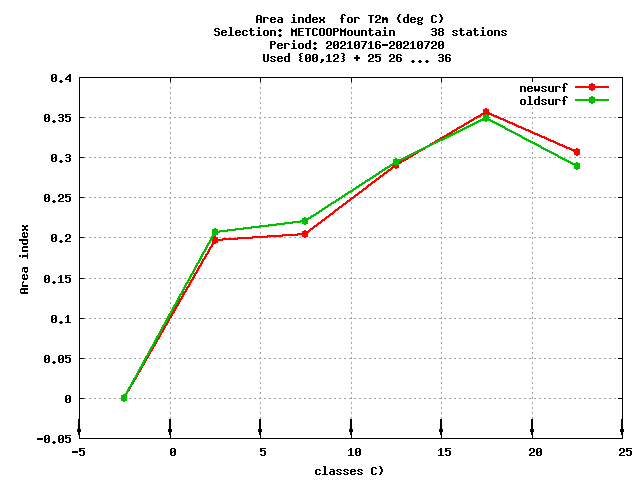 Area index  for T2m (deg C)
Selection: METCOOPMountain     38 stations
Period: 20210716-20210720
Used {00,12} + 25 26 ... 36
newsurf
oldsurf
0.4
0.35
0.3
0.25
0.2
0.15
0.1
0.05
0
-0.05
Area index
-5 0 5 10 15 20 25
classes C)